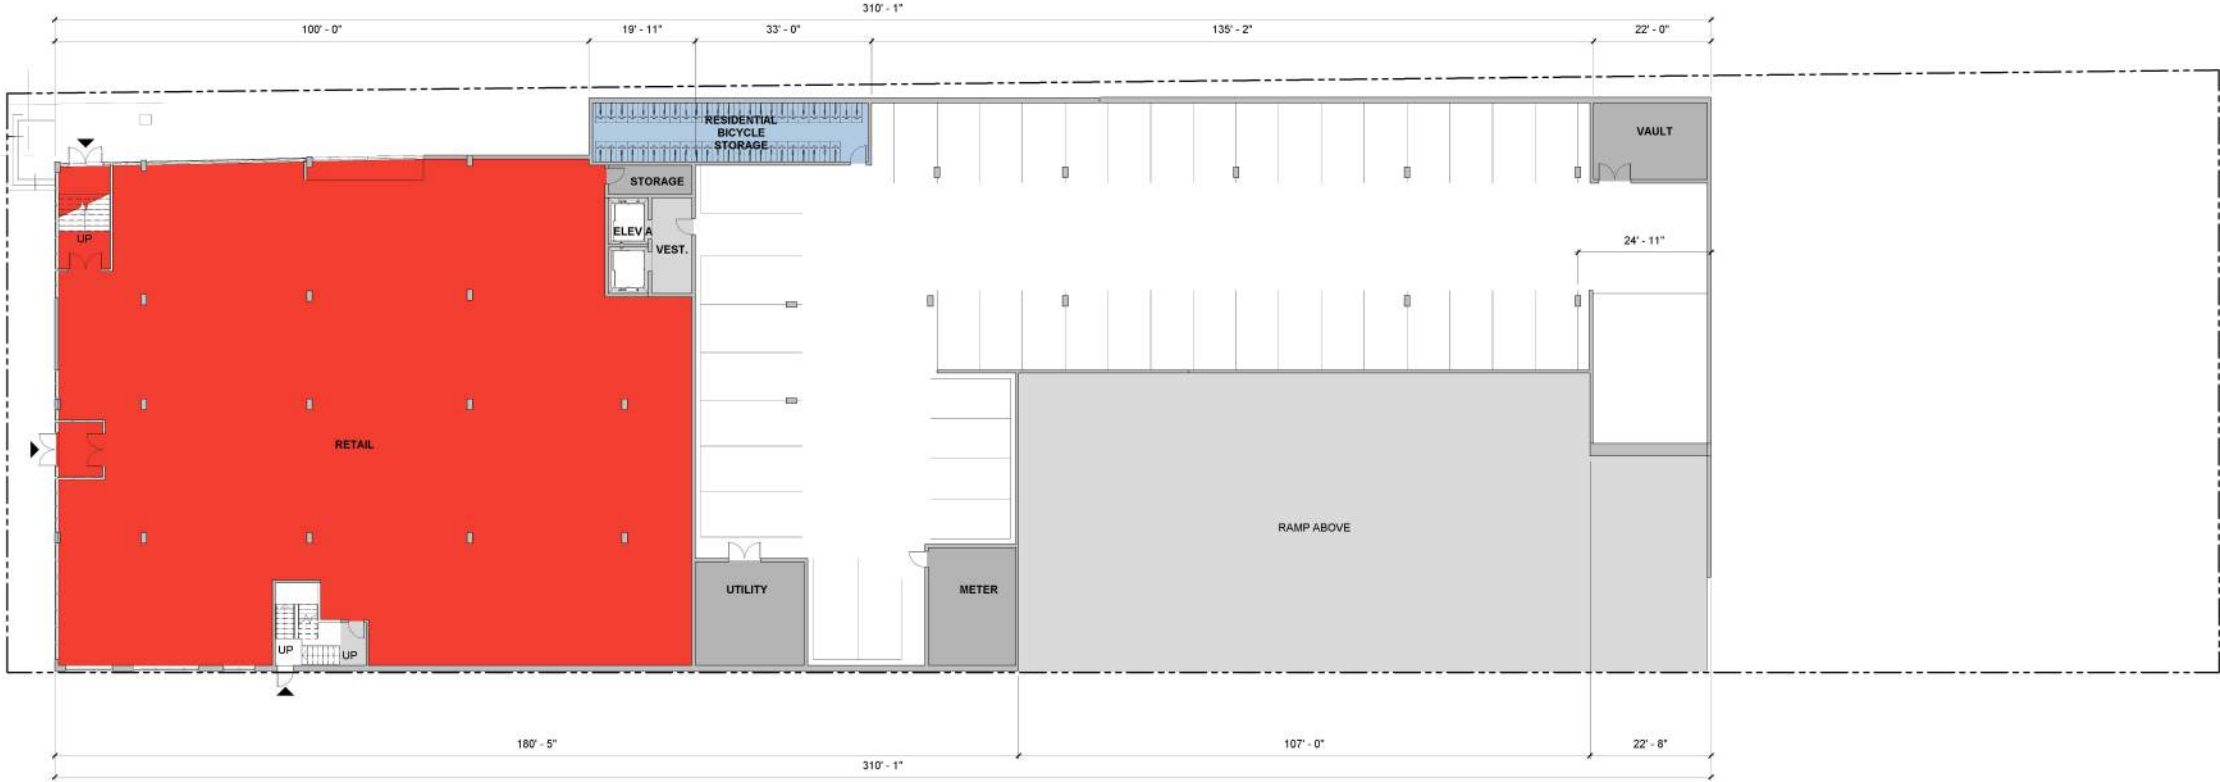 310' - 1"
100' - 0"
19' - 11"
33' - 0"
135' - 2"
22' - 0"
RESIDENTIAL
BICYCLE
STORAGE
VAULT
STORAGE
ELEV A
VEST.
UP
24' - 11"
RETAIL
RAMP ABOVE
UTILITY
METER
UP
UP
180' - 5"
107' - 0"
22' - 8"
310' - 1"